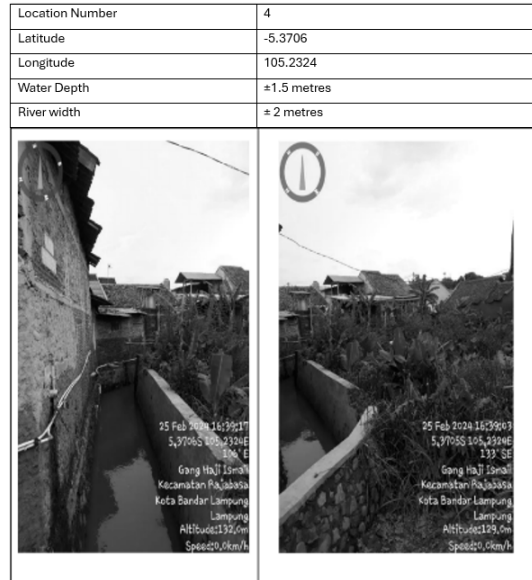 Location Number 4
Latitude -5.3706
Longitude 105.2324
Water Depth ±1.5 metres
River width ± 2 metres
25 Feb 2024 16:39:17
5,3706S 105,2324E
106° E
Gang Haji Ismail
Kecamatan Rajabasa
Kota Bandar Lampung
Lampung
Altitude:132,0m
Speed:0,0km/h
25 Feb 2024 16:39:03
5,3705S 105,2324E
133° SE
Gang Haji Ismail
Kecamatan Rajabasa
Kota Bandar Lampung
Lampung
Altitude:129,0m
Speed:0,0km/h